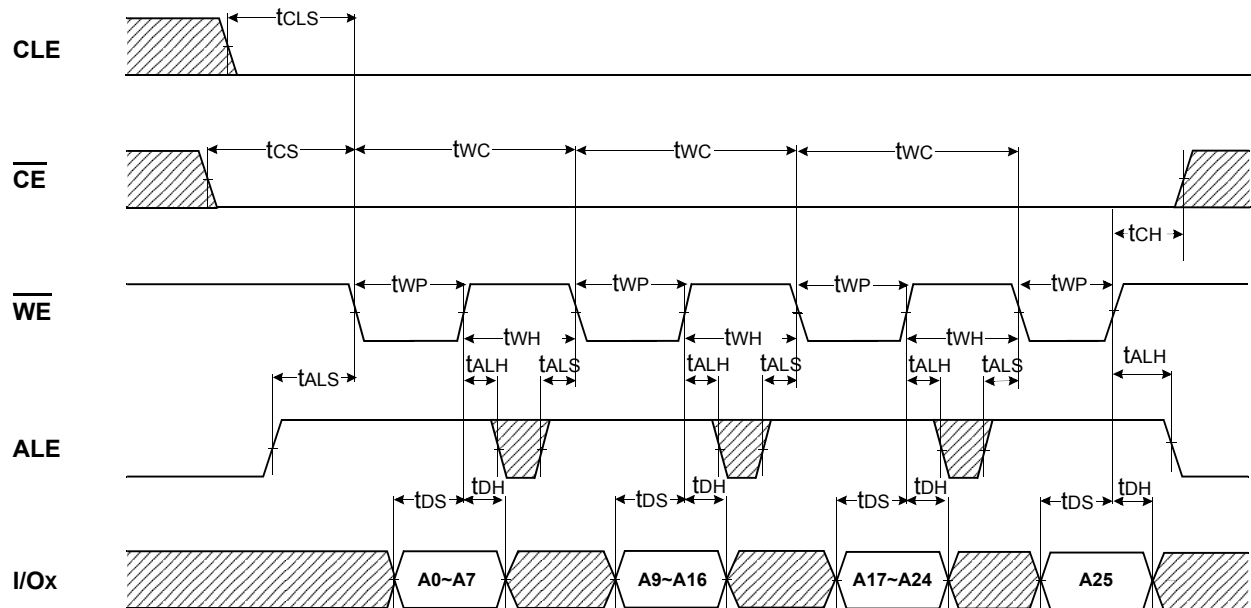 tCLS
CLE
tCS tWC tWC tWC
CE
tCH
tWP tWP tWP tWP
WE
tWH tWH tWH
tALH tALS tALH tALS tALH tALS tALH
tALS
ALE
tDS tDH tDS tDH tDS tDH tDS tDH
I/Ox A0~A7 A9~A16 A17~A24 A25